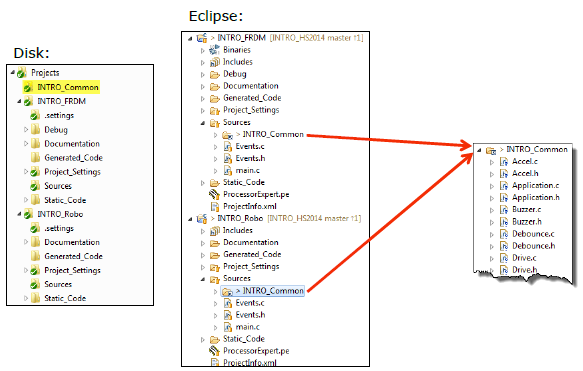 Disk:
Projects
INTRO_Common
INTRO_FRDM
.settings
Debug
Documentation
Generated_Code
Project_Settings
Sources
Static_Code
INTRO_Robo
.settings
Documentation
Generated_Code
Project_Settings
Sources
Static_Code
Eclipse:
> INTRO_FRDM [INTRO_HS2014 master ↑1]
Binaries
Includes
Debug
Documentation
Generated_Code
Project_Settings
Sources
> INTRO_Common
Events.c
Events.h
main.c
Static_Code
ProcessorExpert.pe
ProjectInfo.xml
> INTRO_Robo [INTRO_HS2014 master ↑1]
Includes
Documentation
Generated_Code
Project_Settings
Sources
> INTRO_Common
Events.c
Events.h
main.c
Static_Code
ProcessorExpert.pe
ProjectInfo.xml
> INTRO_Common
Accel.c
Accel.h
Application.c
Application.h
Buzzer.c
Buzzer.h
Debounce.c
Debounce.h
Drive.c
Drive.h